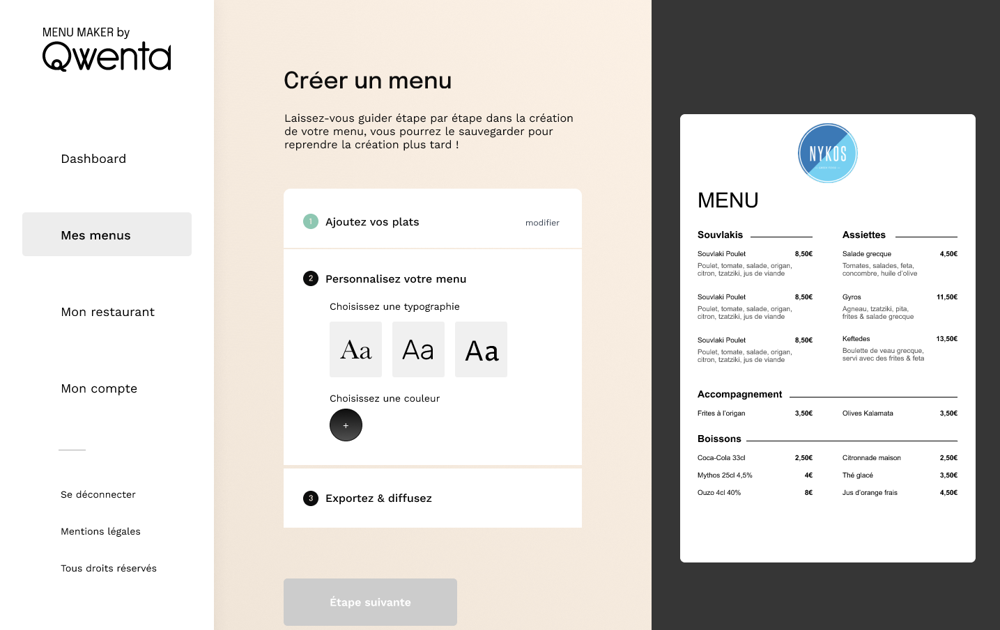 MENU MAKER by
Qwenta
Dashboard
Mes menus
Mon restaurant
Mon compte
Se déconnecter
Mentions légales
Tous droits réservés
Créer un menu
Laissez-vous guider étape par étape dans la création
de votre menu, vous pourrez le sauvegarder pour
reprendre la création plus tard !
1 Ajoutez vos plats modifier
2 Personnalisez votre menu
Choisissez une typographie
Aa Aa Aa
Choisissez une couleur
+
3 Exportez & diffusez
Étape suivante
NYKOS
MENU
Souvlakis
Souvlaki Poulet 8,50€
Poulet, tomate, salade, origan,
citron, tzatziki, jus de viande
Souvlaki Poulet 8,50€
Poulet, tomate, salade, origan,
citron, tzatziki, jus de viande
Souvlaki Poulet 8,50€
Poulet, tomate, salade, origan,
citron, tzatziki, jus de viande
Assiettes
Salade grecque 4,50€
Tomates, salades, feta,
concombre, huile d'olive
Gyros 11,50€
Agneau, tzatziki, pita,
frites & salade grecque
Keftedes 13,50€
Boulette de veau grecque,
servi avec des frites & feta
Accompagnement
Frites à l'origan 3,50€ Olives Kalamata 3,50€
Boissons
Coca-Cola 33cl 2,50€ Citronnade maison 2,50€
Mythos 25cl 4,5% 4€ Thé glacé 3,50€
Ouzo 4cl 40% 8€ Jus d'orange frais 4,50€